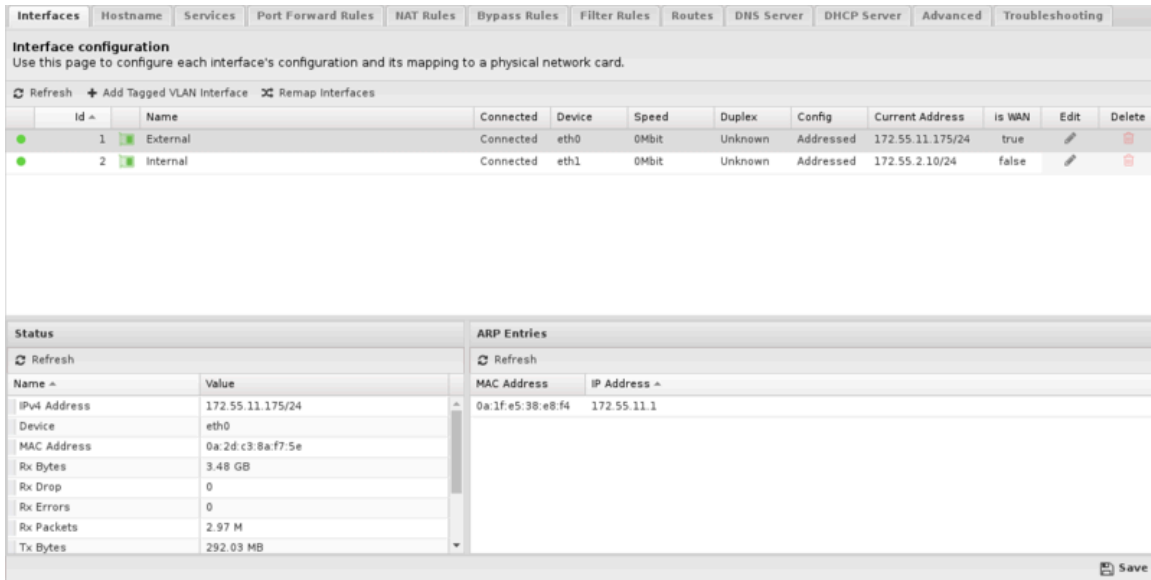 Interfaces Hostname Services Port Forward Rules NAT Rules Bypass Rules Filter Rules Routes DNS Server DHCP Server Advanced Troubleshooting
Interface configuration
Use this page to configure each interface's configuration and its mapping to a physical network card.
Refresh Add Tagged VLAN Interface Remap Interfaces
Id Name Connected Device Speed Duplex Config Current Address is WAN Edit Delete
1 External Connected eth0 0Mbit Unknown Addressed 172.55.11.175/24 true
2 Internal Connected eth1 0Mbit Unknown Addressed 172.55.2.10/24 false
Status ARP Entries
Refresh Refresh
Name Value MAC Address IP Address
IPv4 Address 172.55.11.175/24 0a:1f:e5:38:e8:f4 172.55.11.1
Device eth0
MAC Address 0a:2d:c3:8a:f7:5e
Rx Bytes 3.48 GB
Rx Drop 0
Rx Errors 0
Rx Packets 2.97 M
Tx Bytes 292.03 MB
Save